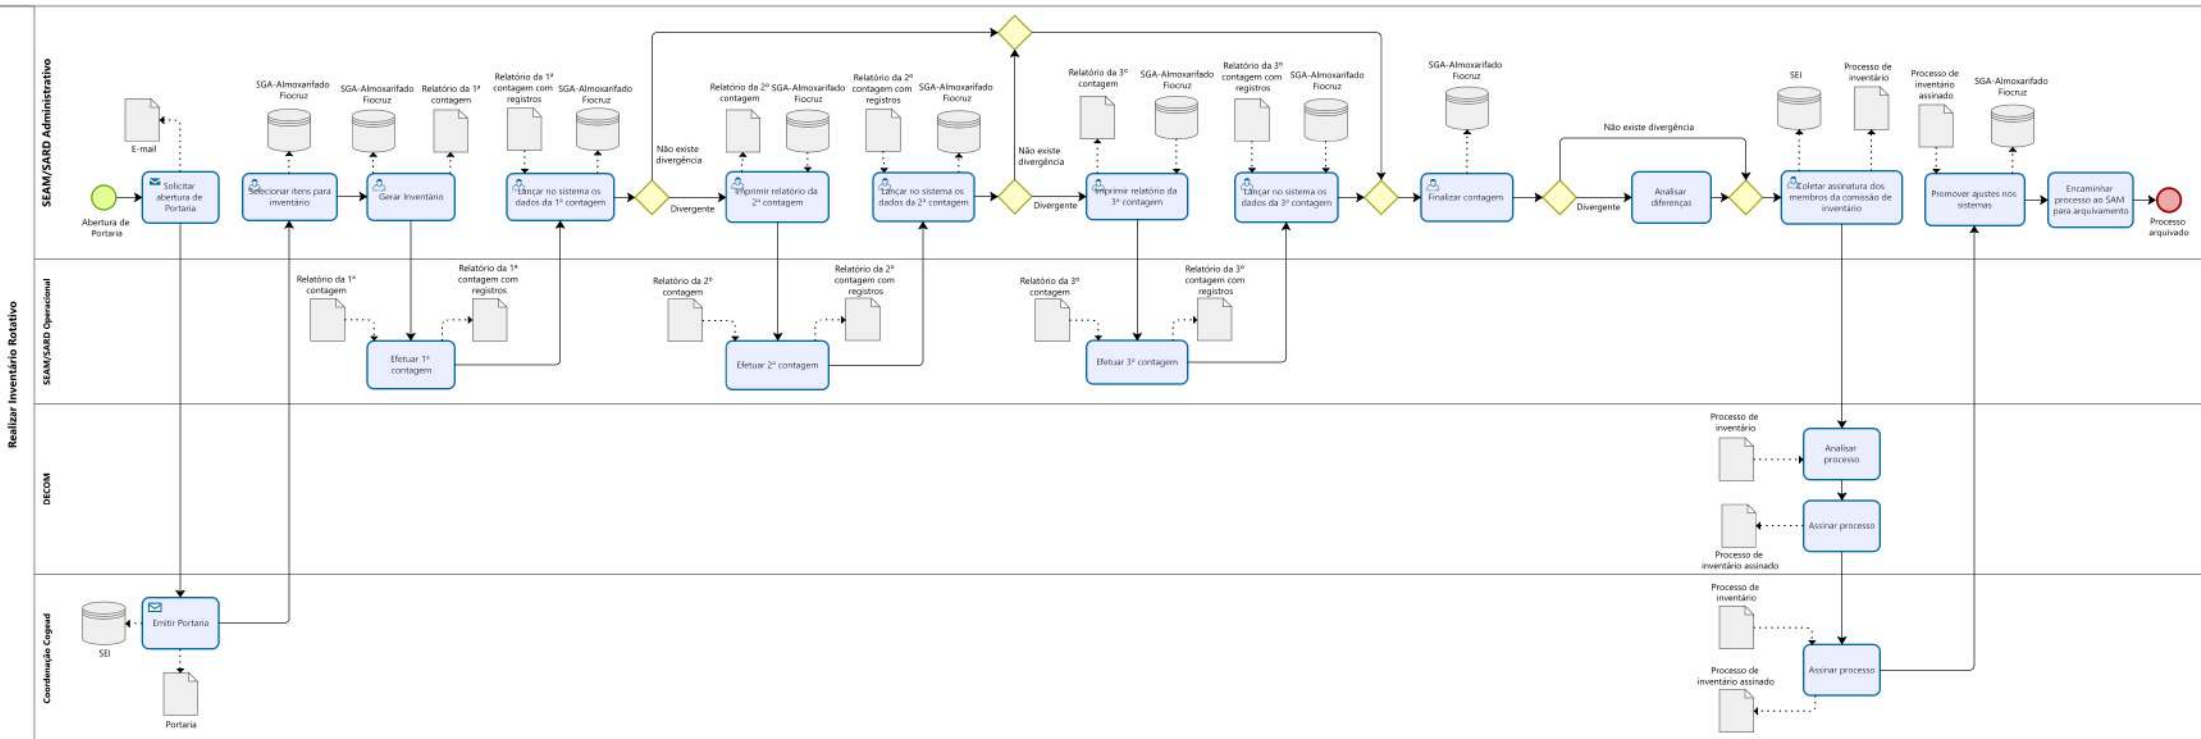 Realizar Inventário Rotativo
SEAM/SARD Administrativo
Abertura de
Portaria
E-mail
Solicitar
abertura de
Portaria
SGA-Almoxarifado
Fiocruz
Selecionar itens para
inventário
SGA-Almoxarifado
Fiocruz
Relatório da 1ª
contagem
Gerar Inventário
Relatório da 1ª
contagem com
registros
SGA-Almoxarifado
Fiocruz
Lançar no sistema os
dados da 1ª contagem
Não existe
divergência
Divergente
Relatório da 2º
contagem
SGA-Almoxarifado
Fiocruz
Imprimir relatório da
2ª contagem
Relatório da 2º
contagem com
registros
SGA-Almoxarifado
Fiocruz
Lançar no sistema os
dados da 2ª contagem
Não existe
divergência
Divergente
Relatório da 3º
contagem
SGA-Almoxarifado
Fiocruz
Imprimir relatório da
3ª contagem
Relatório da 3º
contagem com
registros
SGA-Almoxarifado
Fiocruz
Lançar no sistema os
dados da 3ª contagem
SGA-Almoxarifado
Fiocruz
Finalizar contagem
Não existe divergência
Divergente
Analisar
diferenças
SEI
Processo de
inventário
Coletar assinatura dos
membros da comissão de
inventário
Processo de
inventário
assinado
SGA-Almoxarifado
Fiocruz
Promover ajustes nos
sistemas
Encaminhar
processo ao SAM
para arquivamento
Processo
arquivado
SEAM/SARD Operacional
Relatório da 1ª
contagem
Relatório da 1ª
contagem com
registros
Efetuar 1ª
contagem
Relatório da 2º
contagem
Relatório da 2ª
contagem com
registros
Efetuar 2ª contagem
Relatório da 3º
contagem
Relatório da 3º
contagem com
registros
Efetuar 3ª contagem
DECOM
Processo de
inventário
Analisar
processo
Assinar processo
Processo de
inventário assinado
Coordenação Cogead
SEI
Emitir Portaria
Portaria
Processo de
inventário
Assinar processo
Processo de
inventário assinado